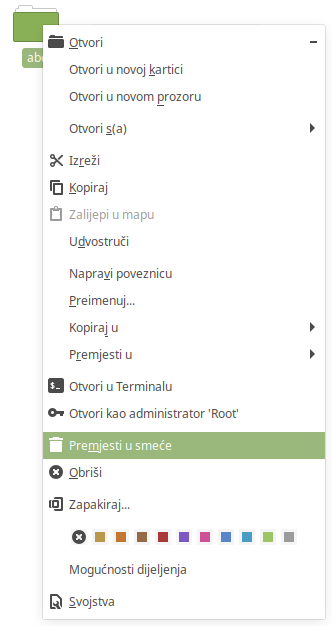 abc
Otvori
Otvori u novoj kartici
Otvori u novom prozoru
Otvori s(a)
Izreži
Kopiraj
Zalijepi u mapu
Udvostruči
Napravi poveznicu
Preimenuj...
Kopiraj u
Premjesti u
Otvori u Terminalu
Otvori kao administrator 'Root'
Premjesti u smeće
Obriši
Zapakiraj...
Mogućnosti dijeljenja
Svojstva